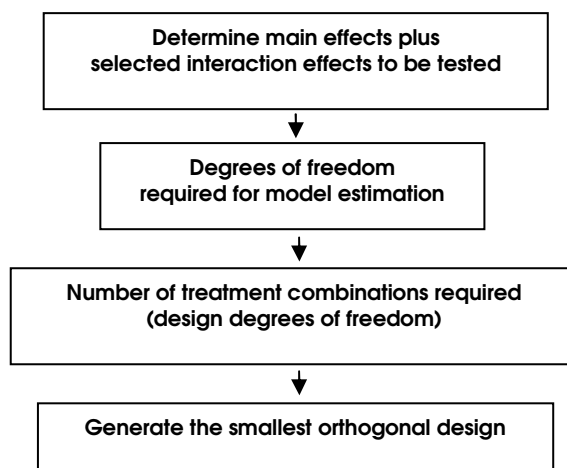 Determine main effects plus
selected interaction effects to be tested
Degrees of freedom
required for model estimation
Number of treatment combinations required
(design degrees of freedom)
Generate the smallest orthogonal design